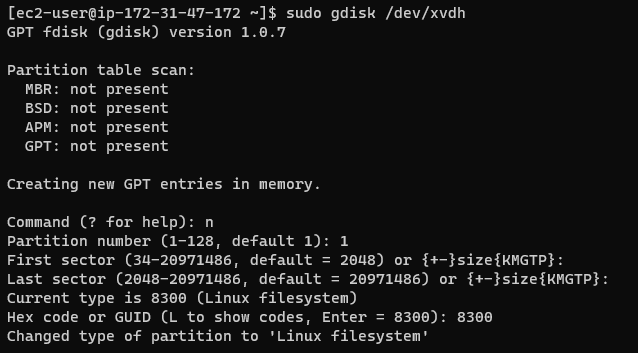 [ec2-user@ip-172-31-47-172 ~]$ sudo gdisk /dev/xvdh
GPT fdisk (gdisk) version 1.0.7
Partition table scan:
MBR: not present
BSD: not present
APM: not present
GPT: not present
Creating new GPT entries in memory.
Command (? for help): n
Partition number (1-128, default 1): 1
First sector (34-20971486, default = 2048) or {+-}size{KMGTP}:
Last sector (2048-20971486, default = 20971486) or {+-}size{KMGTP}:
Current type is 8300 (Linux filesystem)
Hex code or GUID (L to show codes, Enter = 8300): 8300
Changed type of partition to 'Linux filesystem'